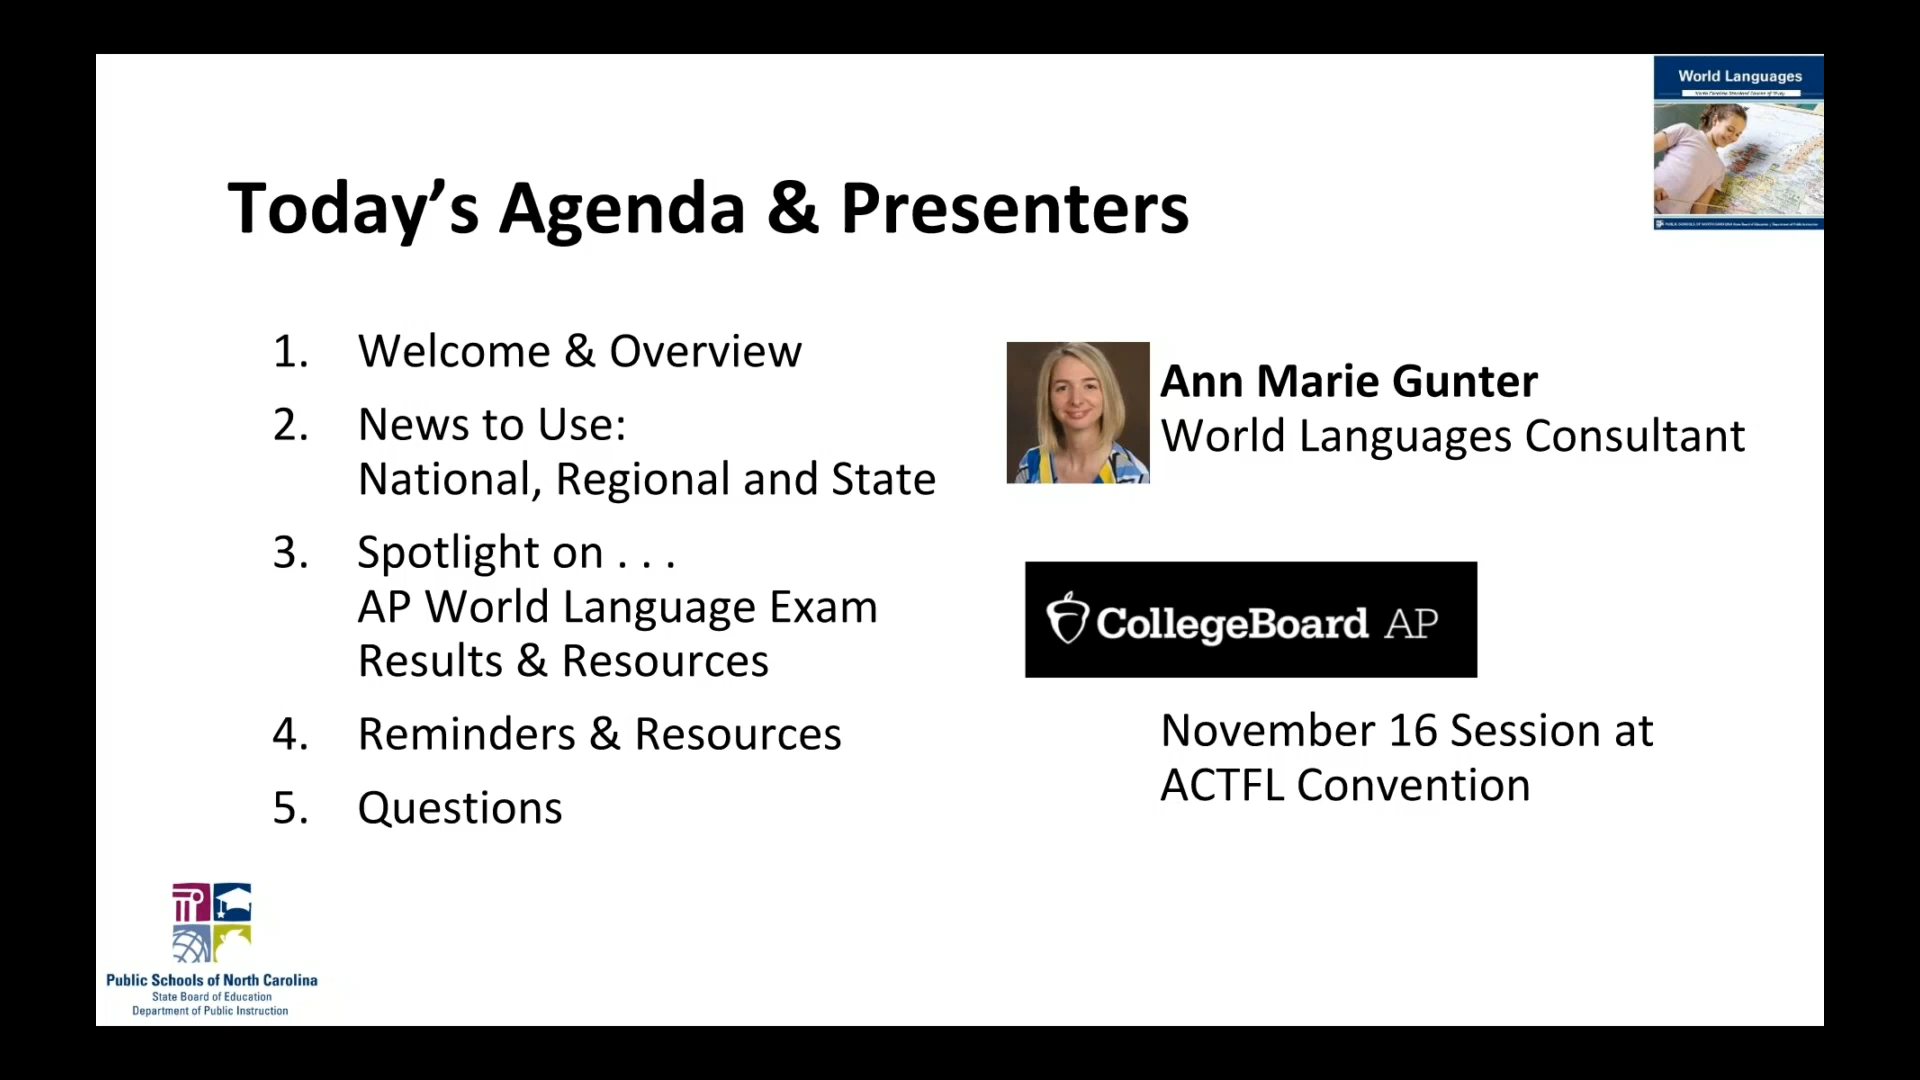 World Languages
Today’s Agenda & Presenters
1. Welcome & Overview
2. News to Use:
National, Regional and State
3. Spotlight on . . .
AP World Language Exam
Results & Resources
4. Reminders & Resources
5. Questions
Ann Marie Gunter
World Languages Consultant
CollegeBoard AP
November 16 Session at
ACTFL Convention
Public Schools of North Carolina
State Board of Education
Department of Public Instruction